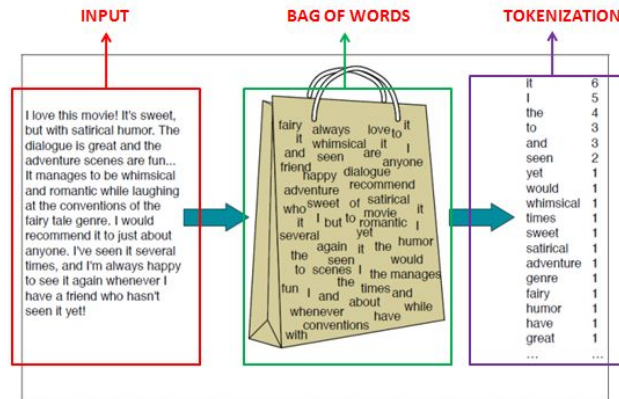 INPUT
BAG OF WORDS
TOKENIZATION
I love this movie! It's sweet,
but with satirical humor. The
dialogue is great and the
adventure scenes are fun...
It manages to be whimsical
and romantic while laughing
at the conventions of the
fairy tale genre. I would
recommend it to just about
anyone. I've seen it several
times, and I'm always happy
to see it again whenever I
have a friend who hasn't
seen it yet!
fairy always love to it
it whimsical it I
and seen are anyone
friend happy dialogue
adventure recommend
who sweet of satirical
it I but to romantic I
movie it
several yet
again it the humor
the seen would
to scenes I the manages
fun the times and
I and about while
whenever have
conventions
with
it 6
I 5
the 4
to 3
and 3
seen 2
yet 1
would 1
whimsical 1
times 1
sweet 1
satirical 1
adventure 1
genre 1
fairy 1
humor 1
have 1
great 1
... ...